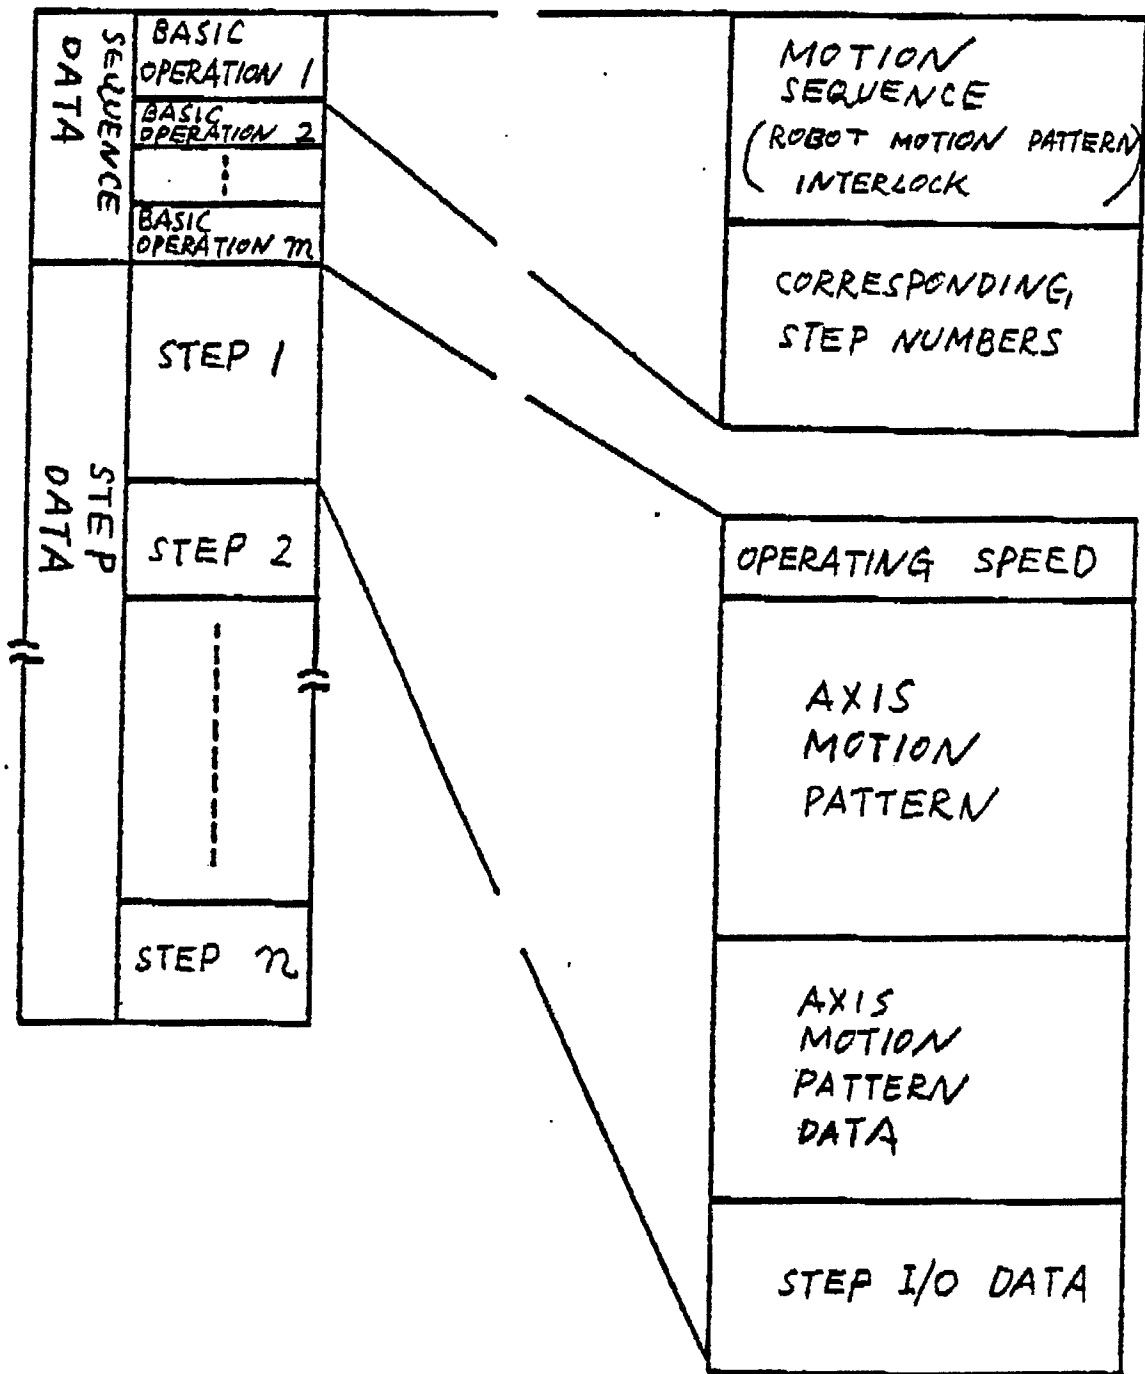 SEQUENCE
DATA
BASIC
OPERATION 1
BASIC
OPERATION 2
BASIC
OPERATION m
STEP
DATA
STEP 1
STEP 2
STEP n
MOTION
SEQUENCE
(ROBOT MOTION PATTERN
INTERLOCK)
CORRESPONDING,
STEP NUMBERS
OPERATING SPEED
AXIS
MOTION
PATTERN
AXIS
MOTION
PATTERN
DATA
STEP I/O DATA